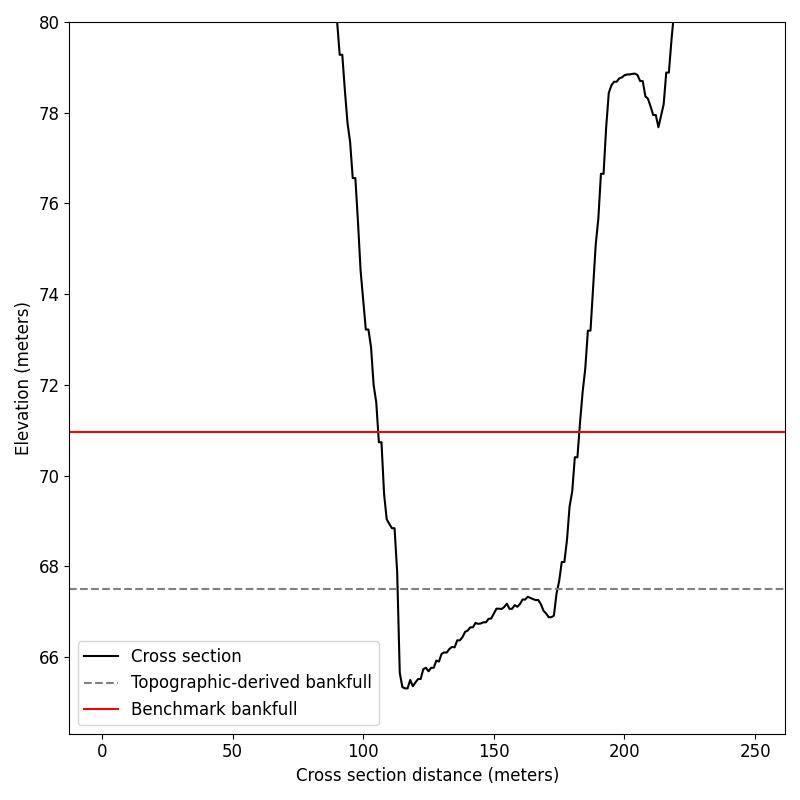 80
78
76
74
72
70
68
66
Elevation (meters)
Cross section
Topographic-derived bankfull
Benchmark bankfull
0 50 100 150 200 250
Cross section distance (meters)